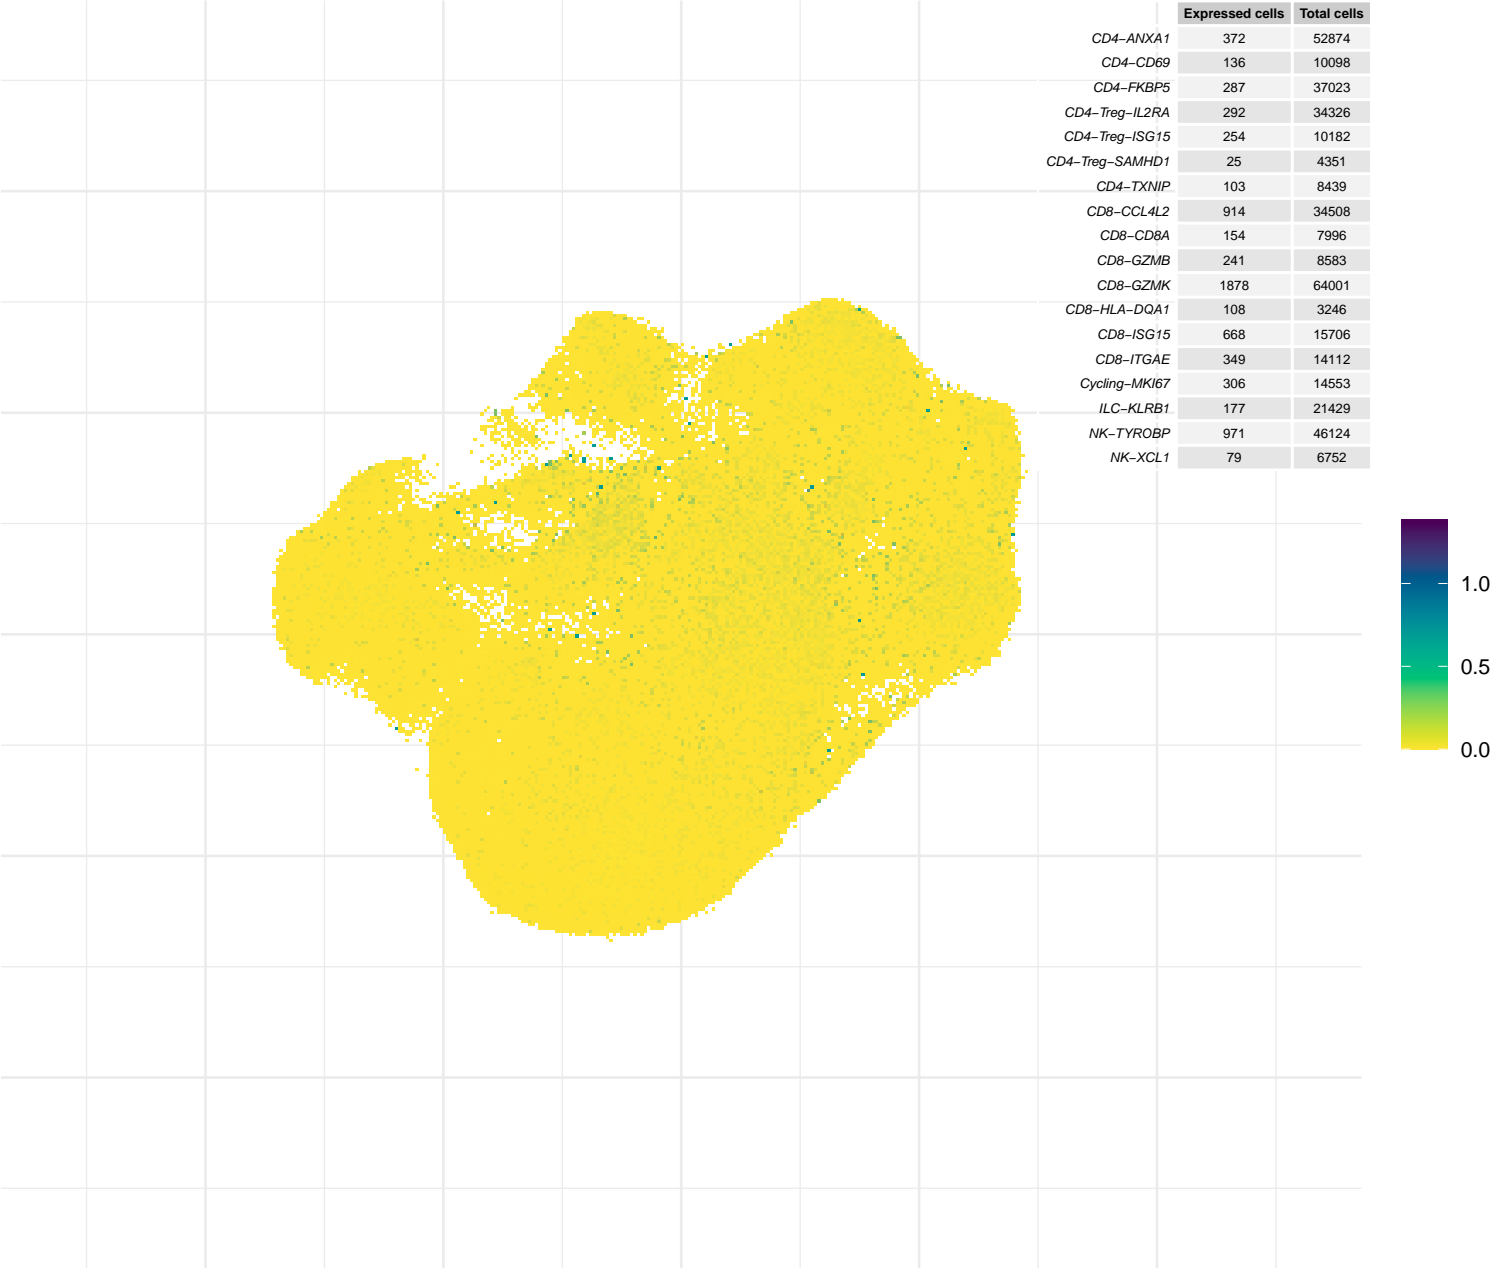 Expressed cells Total cells
CD4−ANXA1 372 52874
CD4−CD69 136 10098
CD4−FKBP5 287 37023
CD4−Treg−IL2RA 292 34326
CD4−Treg−ISG15 254 10182
CD4−Treg−SAMHD1 25 4351
CD4−TXNIP 103 8439
CD8−CCL4L2 914 34508
CD8−CD8A 154 7996
CD8−GZMB 241 8583
CD8−GZMK 1878 64001
CD8−HLA−DQA1 108 3246
CD8−ISG15 668 15706
CD8−ITGAE 349 14112
Cycling−MKI67 306 14553
ILC−KLRB1 177 21429
NK−TYROBP 971 46124
NK−XCL1 79 6752
1.0
0.5
0.0